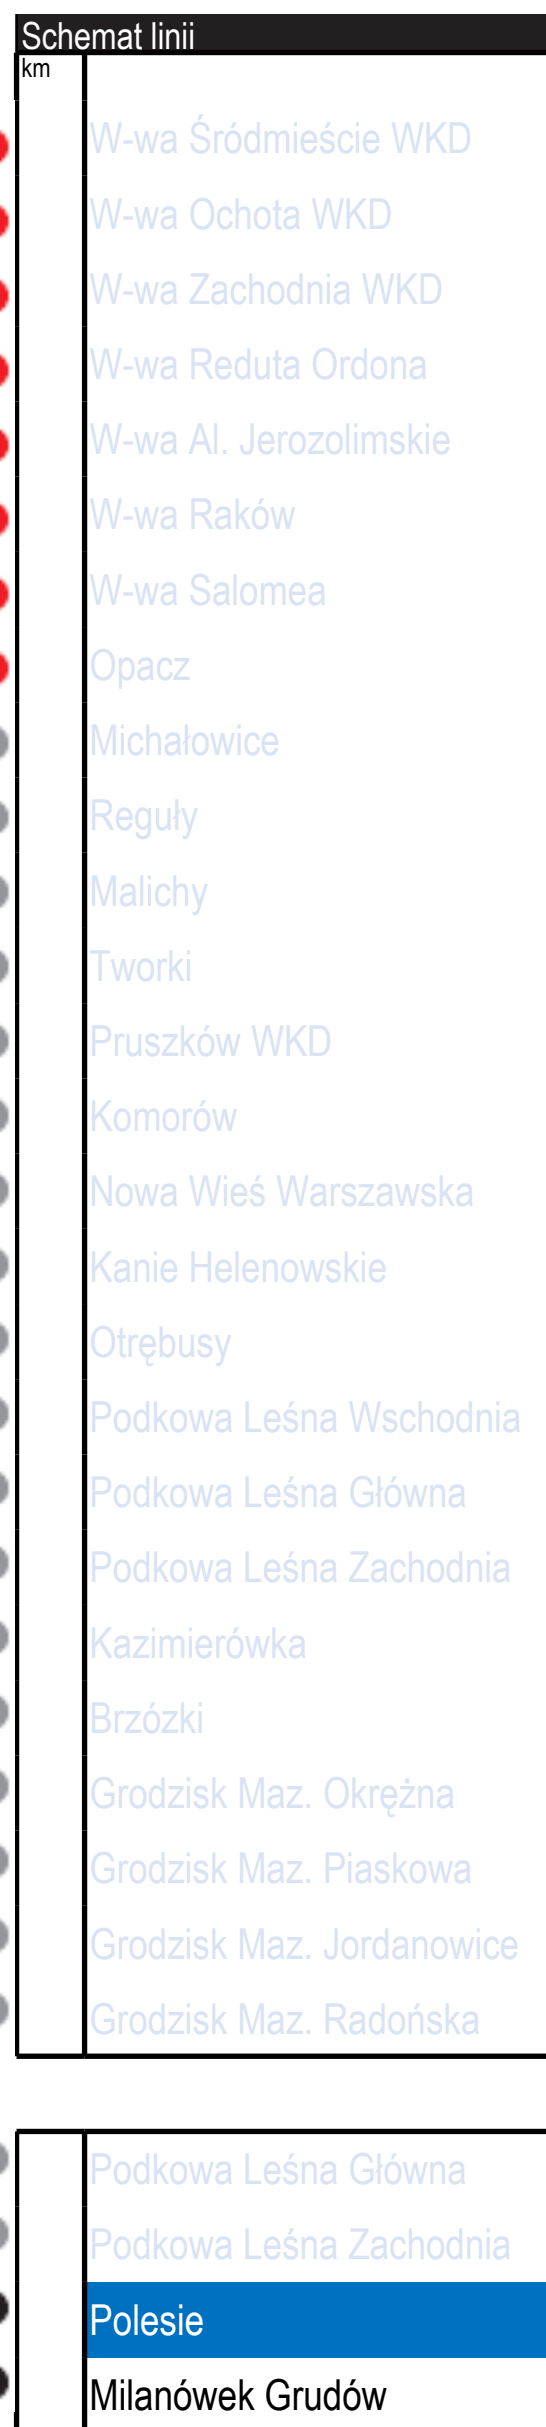 Schemat linii
km
W-wa Śródmieście WKD
W-wa Ochota WKD
W-wa Zachodnia WKD
W-wa Reduta Ordona
W-wa Al. Jerozolimskie
W-wa Raków
W-wa Salomea
Opacz
Michałowice
Reguły
Malichy
Tworki
Pruszków WKD
Komorów
Nowa Wieś Warszawska
Kanie Helenowskie
Otrębusy
Podkowa Leśna Wschodnia
Podkowa Leśna Główna
Podkowa Leśna Zachodnia
Kazimierówka
Brzózki
Grodzisk Maz. Okrężna
Grodzisk Maz. Piaskowa
Grodzisk Maz. Jordanowice
Grodzisk Maz. Radońska
Podkowa Leśna Główna
Podkowa Leśna Zachodnia
Polesie
Milanówek Grudów